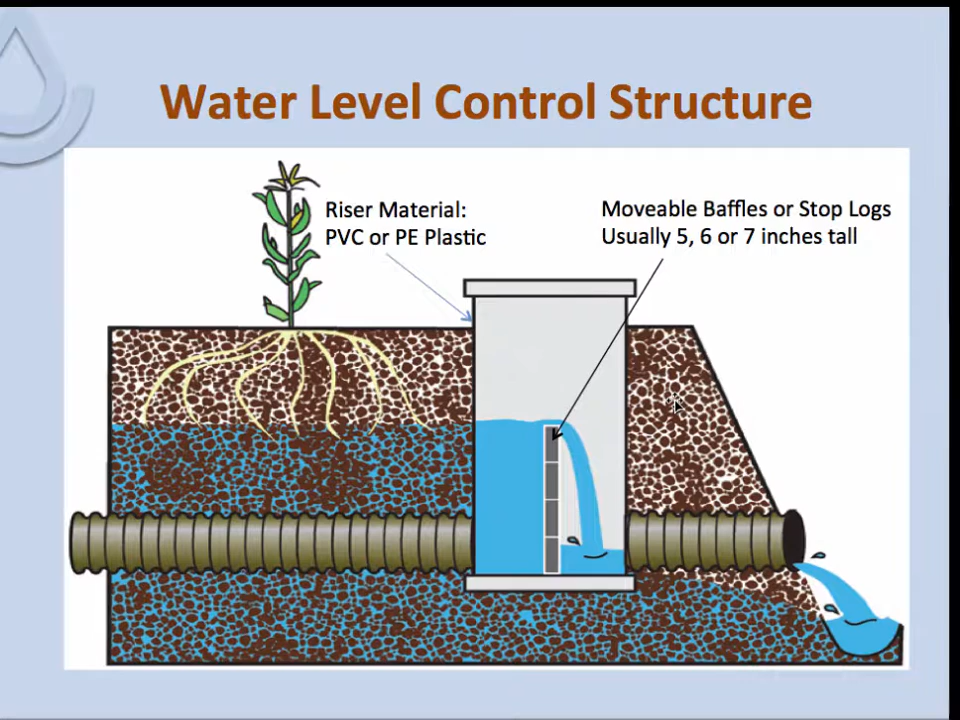 Water Level Control Structure
Riser Material:
PVC or PE Plastic
Moveable Baffles or Stop Logs
Usually 5, 6 or 7 inches tall